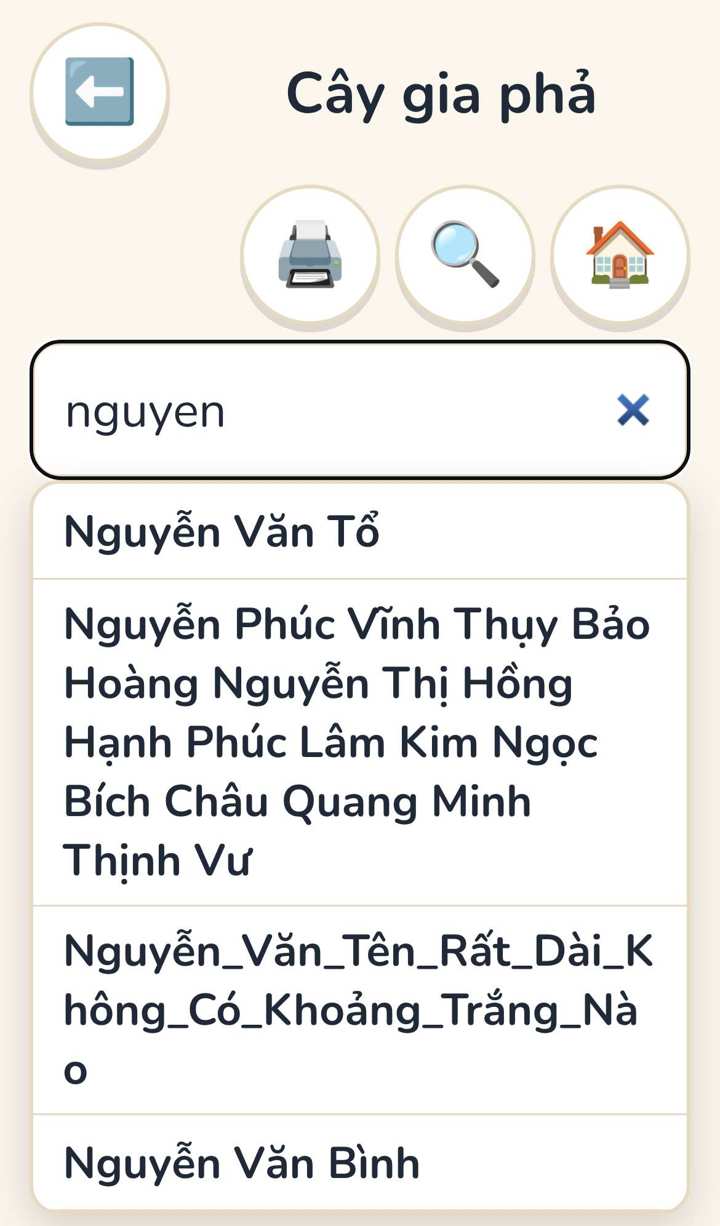 Cây gia phả
nguyen
Nguyễn Văn Tổ
Nguyễn Phúc Vĩnh Thụy Bảo
Hoàng Nguyễn Thị Hồng
Hạnh Phúc Lâm Kim Ngọc
Bích Châu Quang Minh
Thịnh Vư
Nguyễn_Văn_Tên_Rất_Dài_K
hông_Có_Khoảng_Trắng_Nà
o
Nguyễn Văn Bình